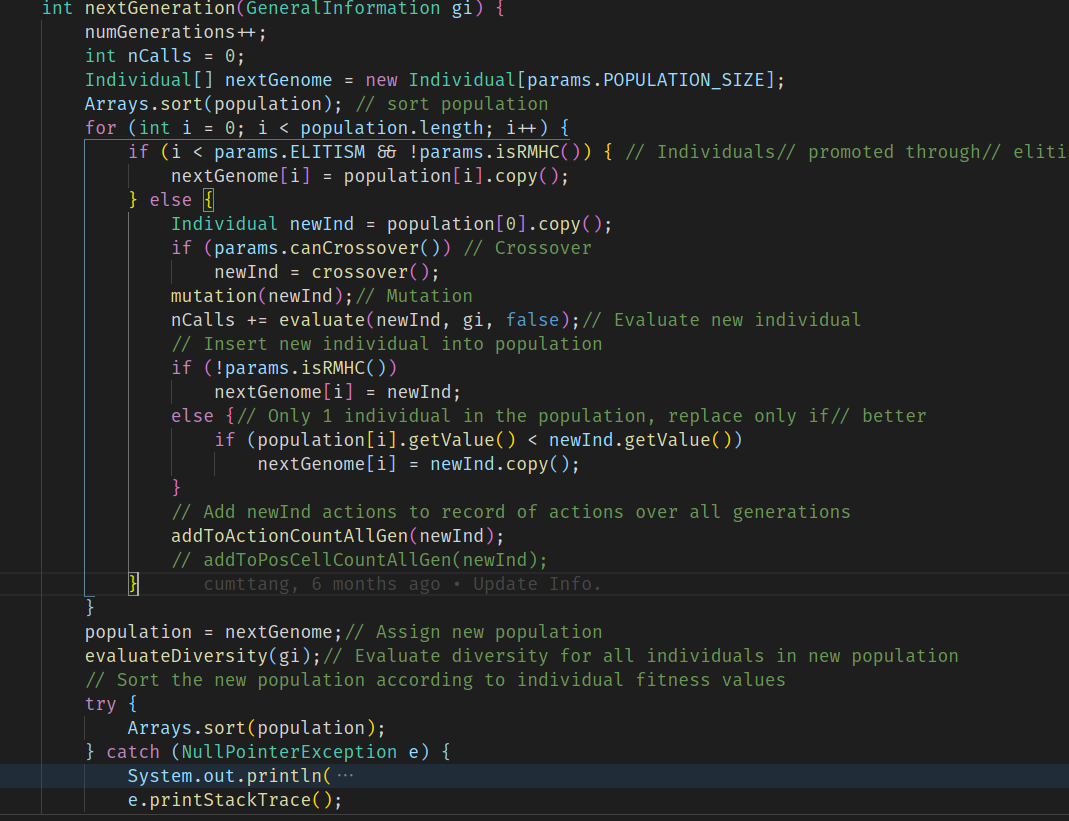 int nextGeneration(GeneralInformation gi) {
numGenerations++;
int nCalls = 0;
Individual[] nextGenome = new Individual[params.POPULATION_SIZE];
Arrays.sort(population); // sort population
for (int i = 0; i < population.length; i++) {
if (i < params.ELITISM && !params.isRMHC()) { // Individuals// promoted through// eliti
nextGenome[i] = population[i].copy();
} else {
Individual newInd = population[0].copy();
if (params.canCrossover()) // Crossover
newInd = crossover();
mutation(newInd);// Mutation
nCalls += evaluate(newInd, gi, false);// Evaluate new individual
// Insert new individual into population
if (!params.isRMHC())
nextGenome[i] = newInd;
else {// Only 1 individual in the population, replace only if// better
if (population[i].getValue() < newInd.getValue())
nextGenome[i] = newInd.copy();
}
// Add newInd actions to record of actions over all generations
addToActionCountAllGen(newInd);
// addToPosCellCountAllGen(newInd);
} cumttang, 6 months ago • Update Info.
}
population = nextGenome;// Assign new population
evaluateDiversity(gi);// Evaluate diversity for all individuals in new population
// Sort the new population according to individual fitness values
try {
Arrays.sort(population);
} catch (NullPointerException e) {
System.out.println(⋯
e.printStackTrace();